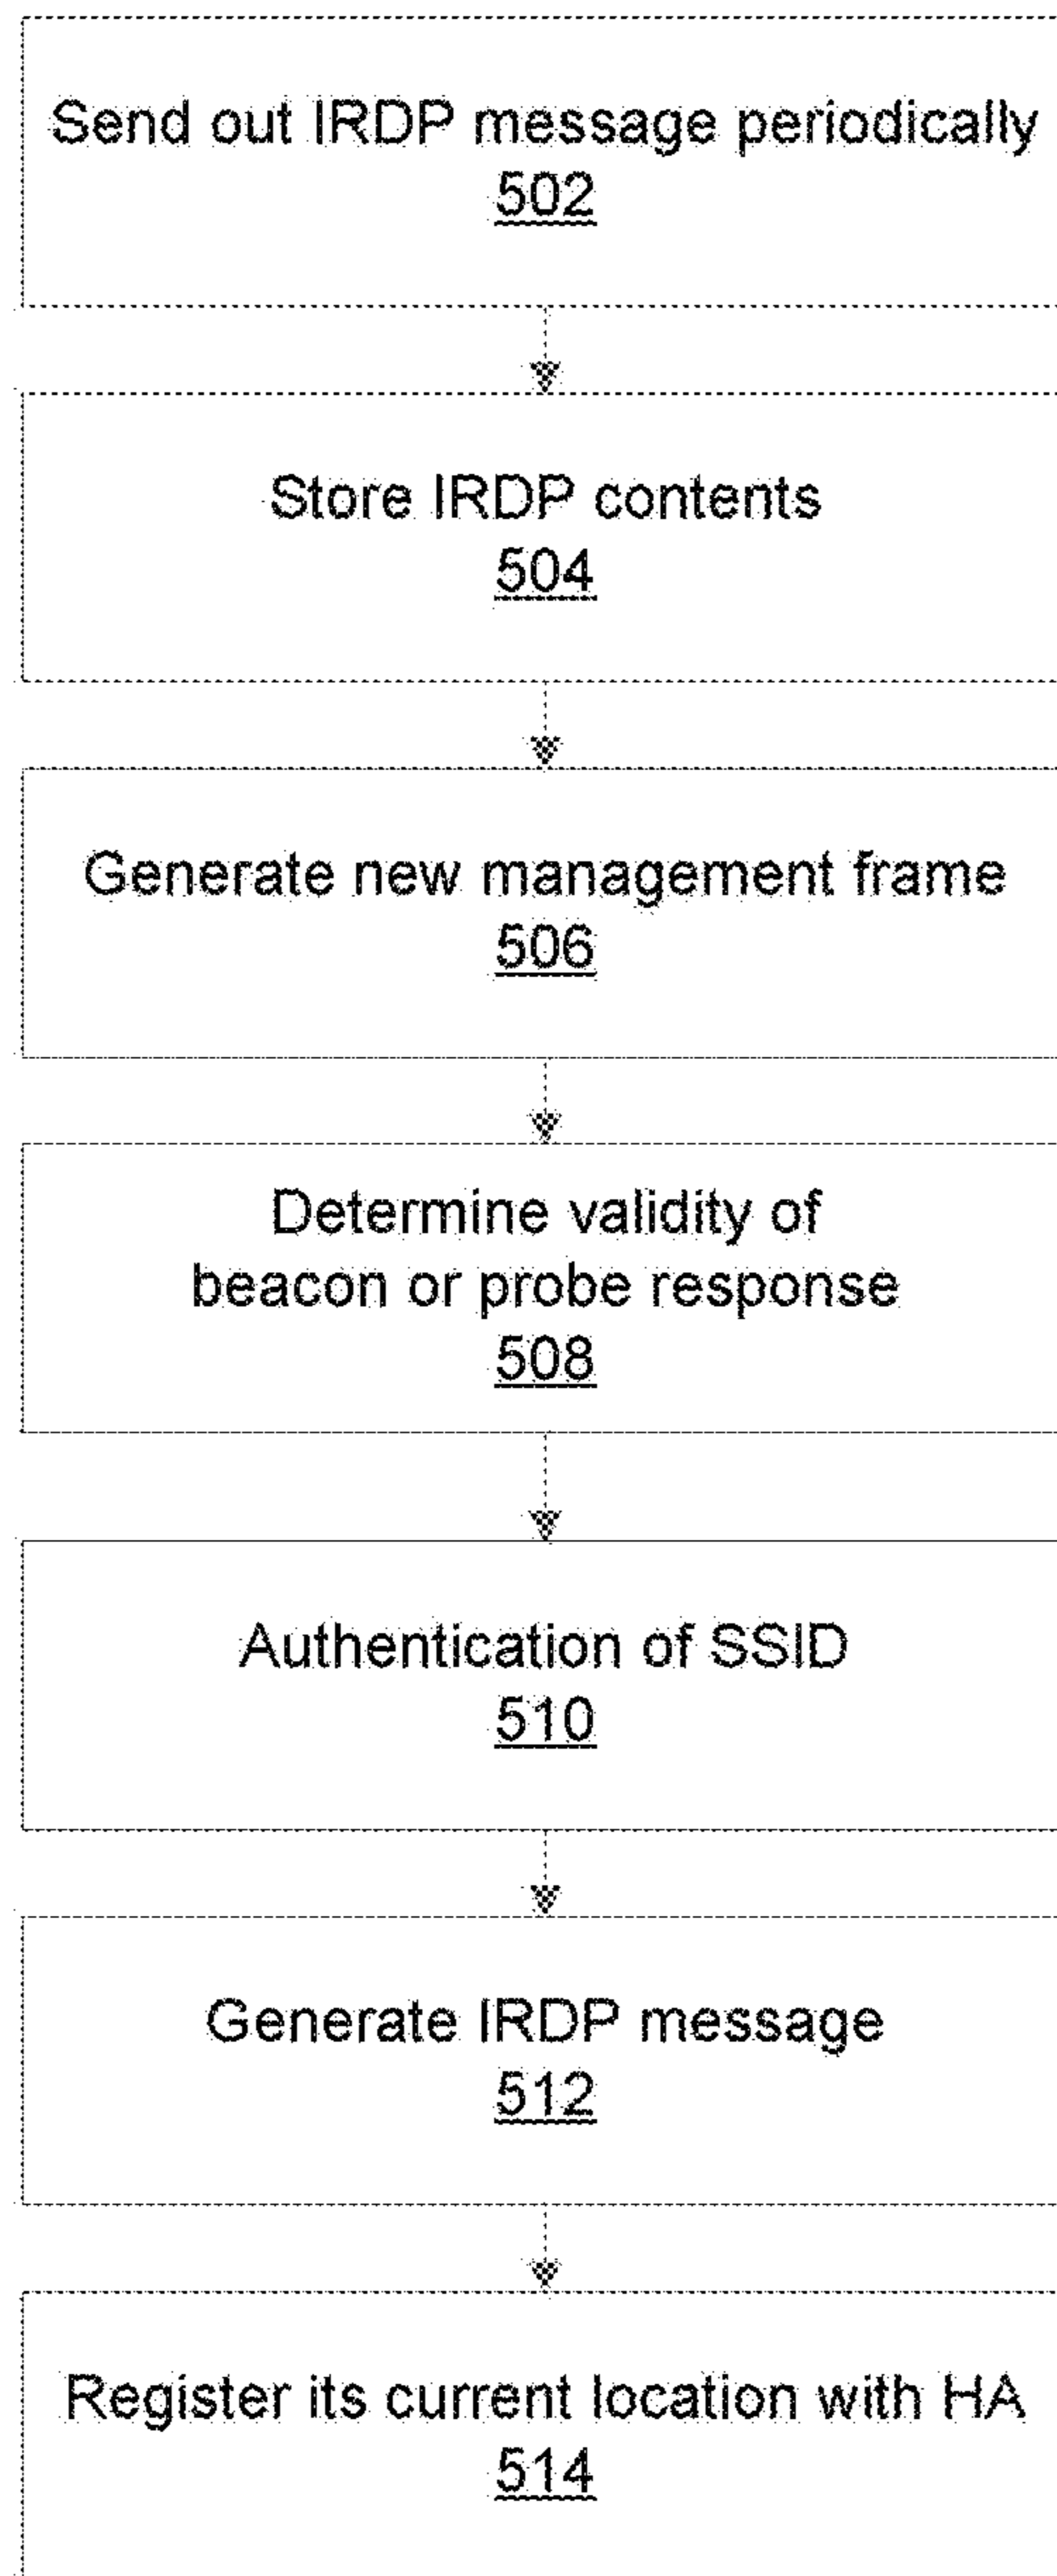 Send out IRDP message periodically
502
Store IRDP contents
504
Generate new management frame
506
Determine validity of
beacon or probe response
508
Authentication of SSID
510
Generate IRDP message
512
Register its current location with HA
514